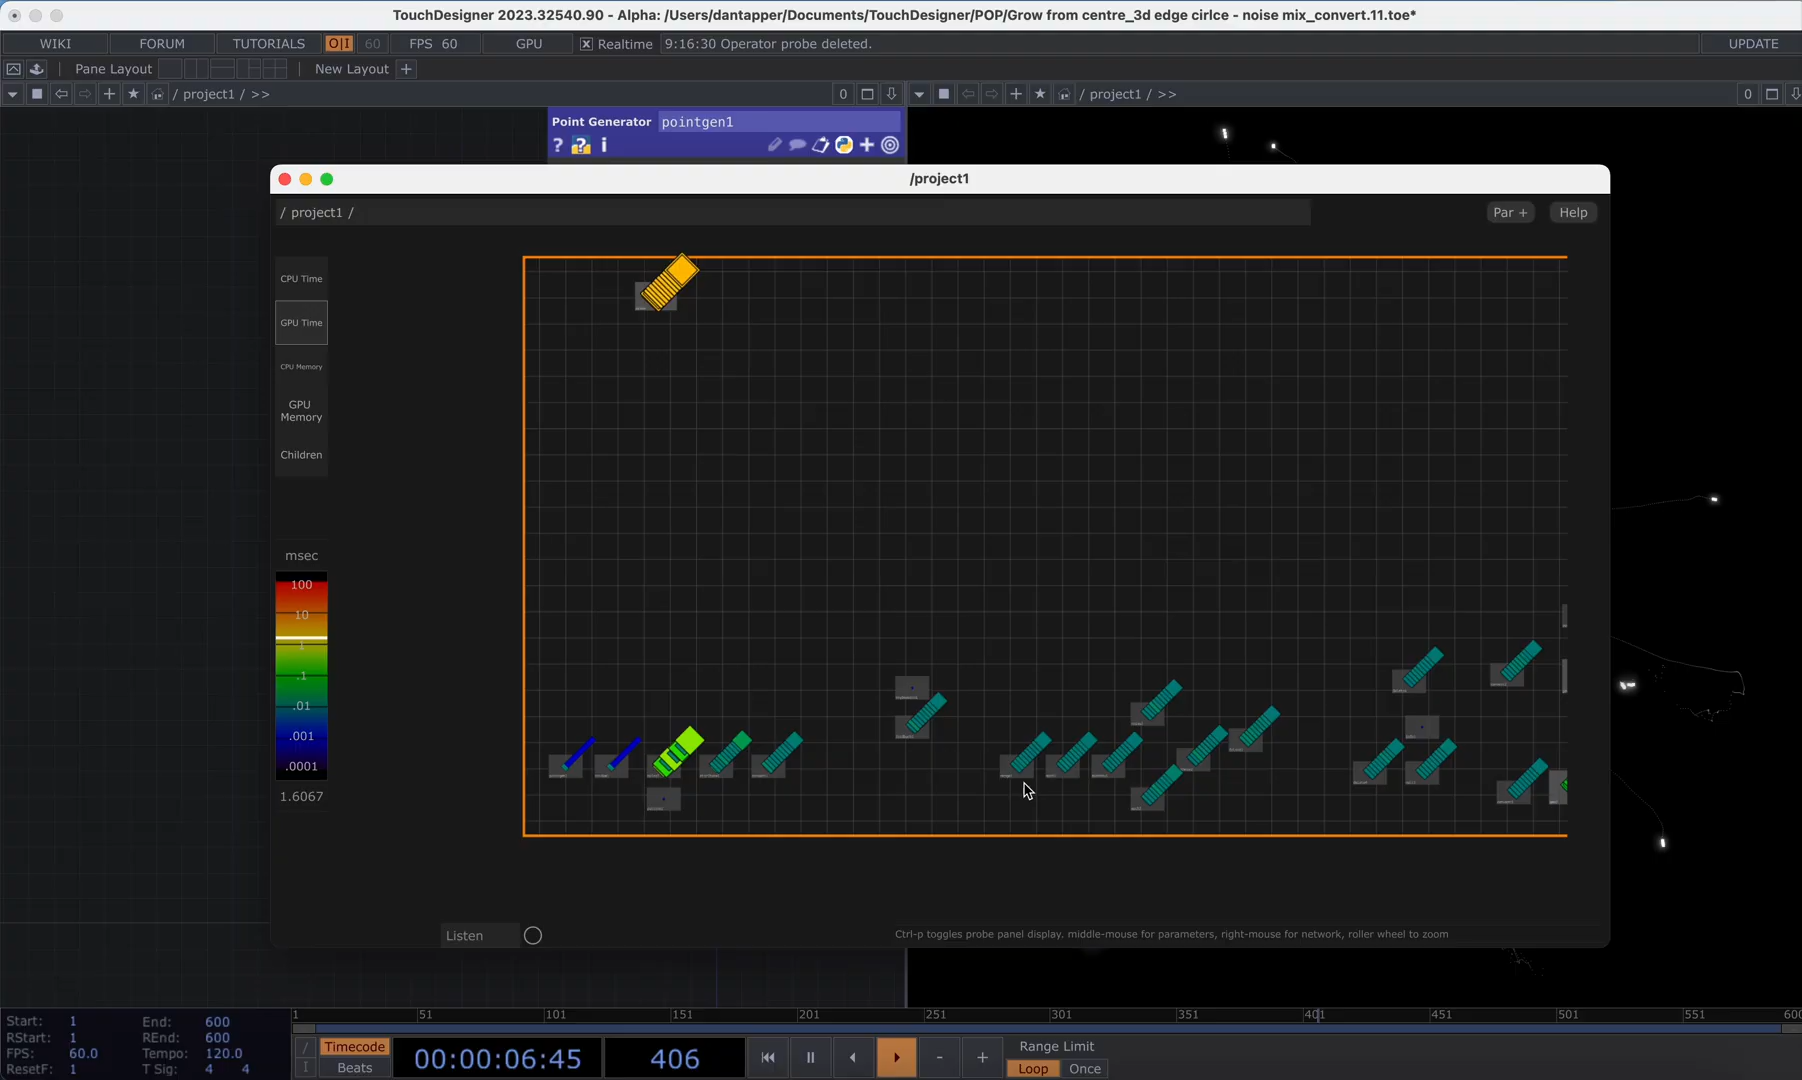 TouchDesigner 2023.32540.90 - Alpha: /Users/dantapper/Documents/TouchDesigner/POP/Grow from centre_3d edge cirlce - noise mix_convert.11.toe*
WIKI FORUM TUTORIALS O|I 60 FPS 60 GPU X Realtime 9:16:30 Operator probe deleted. UPDATE
Pane Layout New Layout +
/ project1 / >> 0 / project1 / >> 0
Point Generator pointgen1
? ? i
/project1
/ project1 /
Par +
Help
CPU Time
GPU Time
CPU Memory
GPU
Memory
Children
msec
100
10
1
.1
.01
.001
.0001
1.6067
Listen
Ctrl-p toggles probe panel display. middle-mouse for parameters, right-mouse for network, roller wheel to zoom
1 51 101 151 201 251 301 351 401 451 501 551 600
Start: 1 End: 600
RStart: 1 REnd: 600
FPS: 60.0 Tempo: 120.0
ResetF: 1 T Sig: 4 4
/
I
Timecode
Beats
00:00:06:45
406
- +
Range Limit
Loop Once